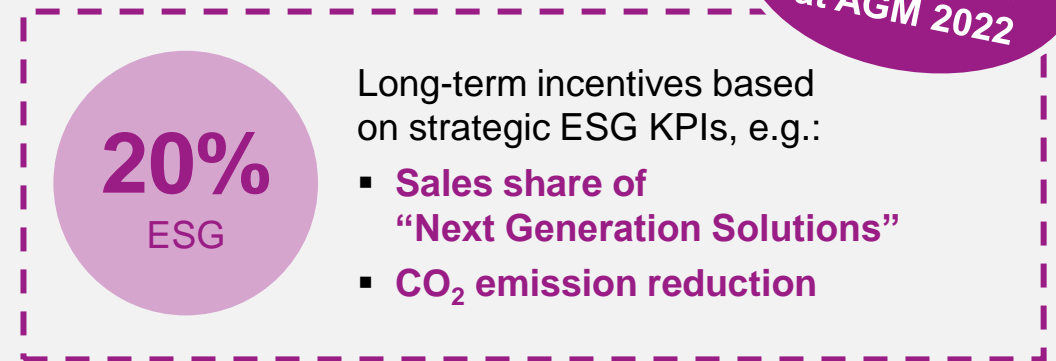 at AGM 2022
20%
ESG
Long-term incentives based
on strategic ESG KPIs, e.g.:
▪ Sales share of
“Next Generation Solutions”
▪ CO₂ emission reduction